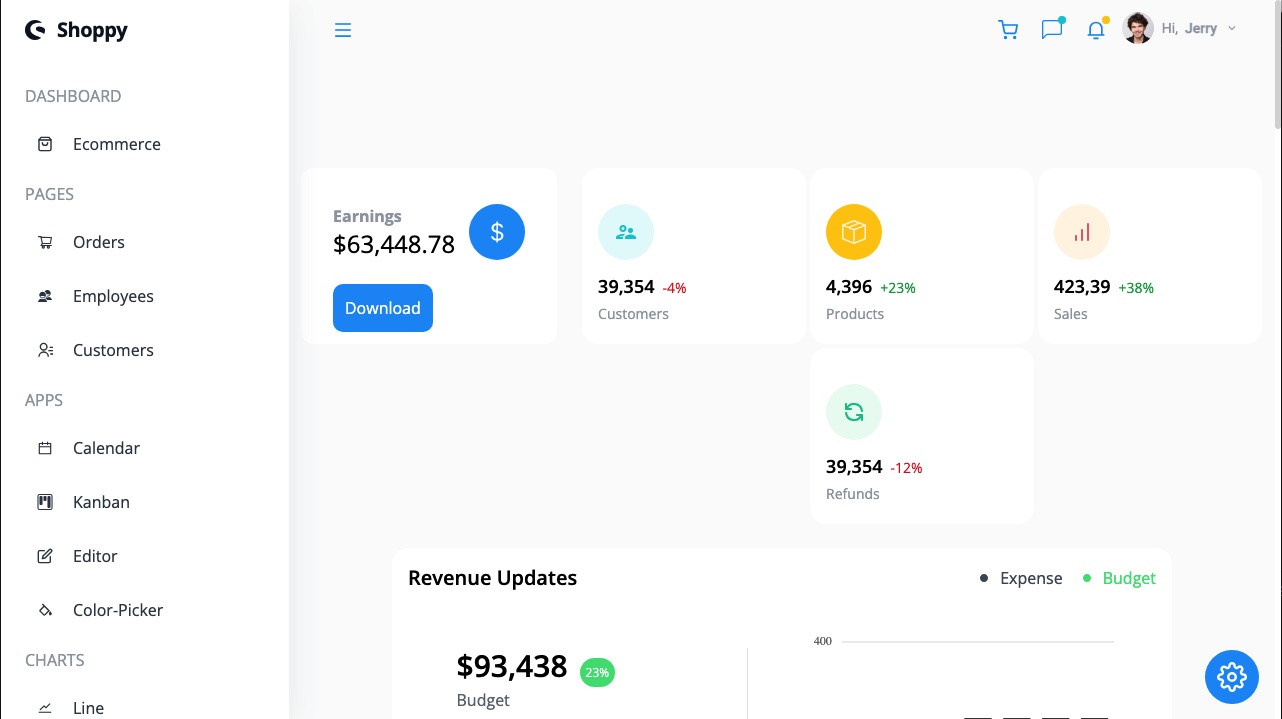 Shoppy
Hi, Jerry
DASHBOARD
Ecommerce
PAGES
Orders
Employees
Customers
APPS
Calendar
Kanban
Editor
Color-Picker
CHARTS
Line
Earnings
$63,448.78
$
Download
39,354 -4%
Customers
4,396 +23%
Products
423,39 +38%
Sales
39,354 -12%
Refunds
Revenue Updates
Expense
Budget
$93,438 23%
Budget
400